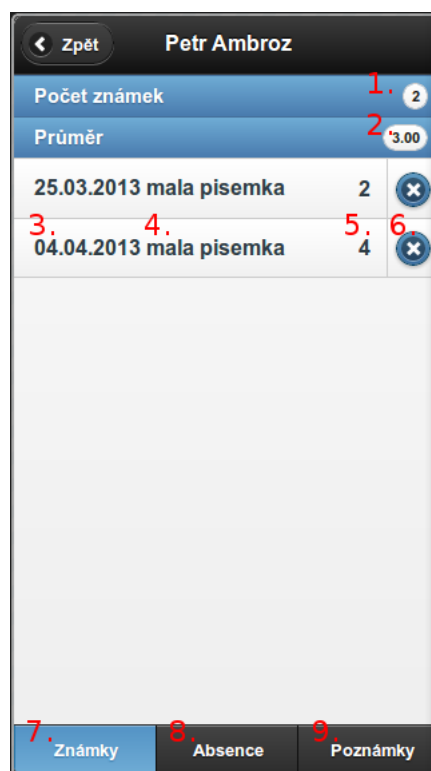 Zpět Petr Ambroz
Počet známek 1. 2
Průměr 2. 3.00
25.03.2013 mala pisemka 2
3. 4. 5. 6.
04.04.2013 mala pisemka 4
7. 8. 9.
Známky Absence Poznámky